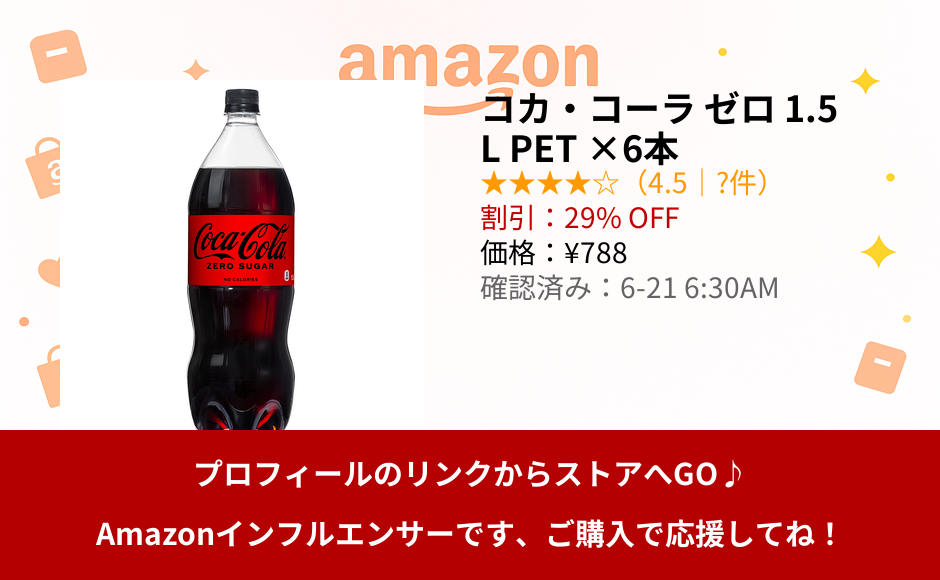 amazon
コカ・コーラ ゼロ 1.5
L PET ×6本
★★★★☆（4.5｜?件）
割引：29% OFF
価格：¥788
確認済み：6-21 6:30AM
Coca-Cola
ZERO SUGAR
NO CALORIES
プロフィールのリンクからストアへGO♪
Amazonインフルエンサーです、ご購入で応援してね！